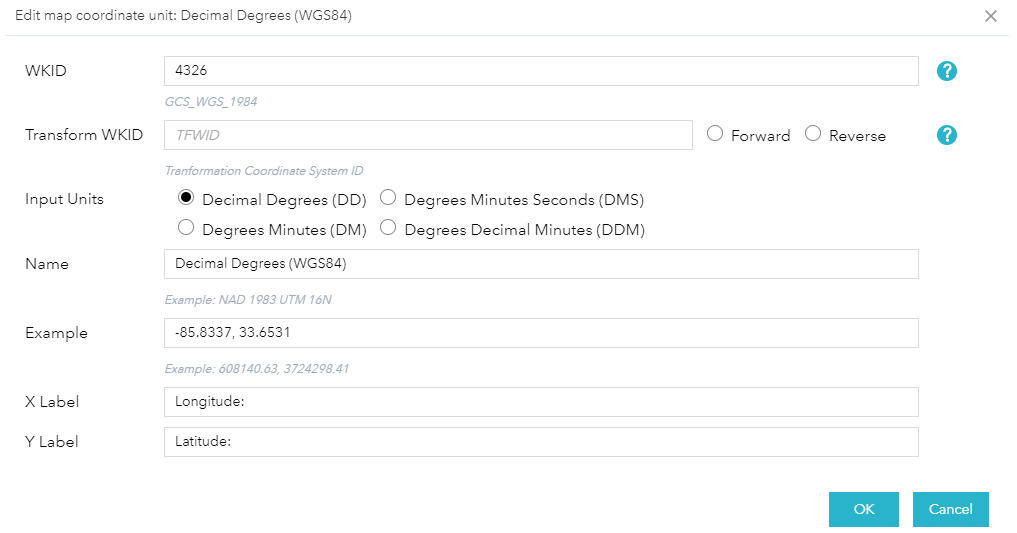 Edit map coordinate unit: Decimal Degrees (WGS84)
WKID 4326
GCS_WGS_1984
Transform WKID TFWID Forward Reverse
Tranformation Coordinate System ID
Input Units Decimal Degrees (DD) Degrees Minutes Seconds (DMS)
Degrees Minutes (DM) Degrees Decimal Minutes (DDM)
Name Decimal Degrees (WGS84)
Example: NAD 1983 UTM 16N
Example -85.8337, 33.6531
Example: 608140.63, 3724298.41
X Label Longitude:
Y Label Latitude:
OK Cancel